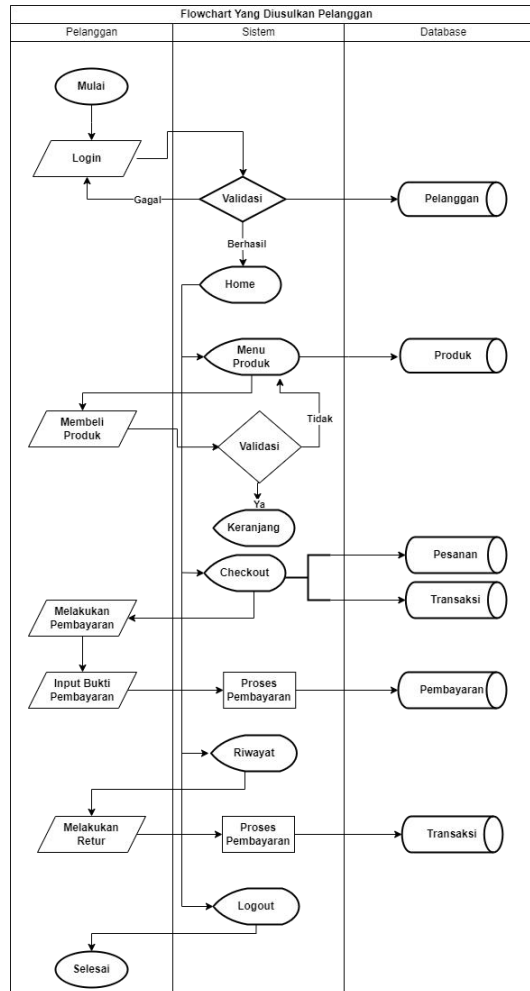 Flowchart Yang Diusulkan Pelanggan
Pelanggan
Sistem
Database
Mulai
Login
Gagal
Validasi
Pelanggan
Berhasil
Home
Menu
Produk
Produk
Membeli
Produk
Validasi
Tidak
Ya
Keranjang
Checkout
Pesanan
Transaksi
Melakukan
Pembayaran
Input Bukti
Pembayaran
Proses
Pembayaran
Pembayaran
Riwayat
Melakukan
Retur
Proses
Pembayaran
Transaksi
Logout
Selesai